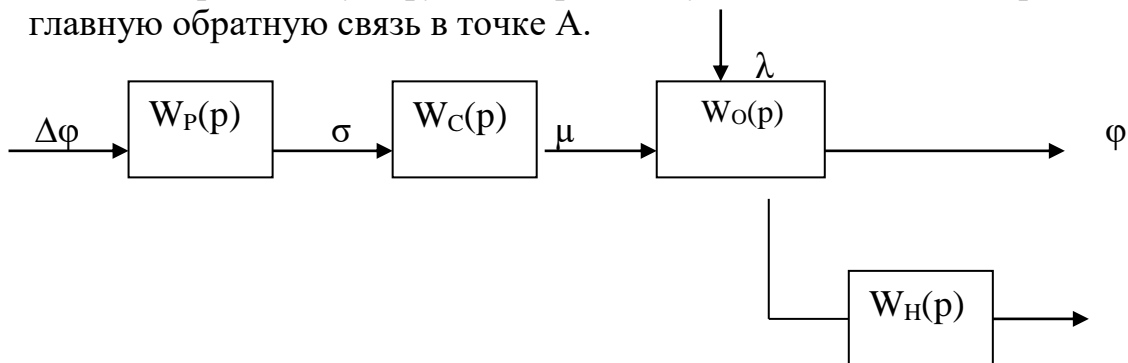 главную обратную связь в точке А.
λ
W_P(p) W_C(p) W_O(p)
Δφ σ μ φ
W_H(p)